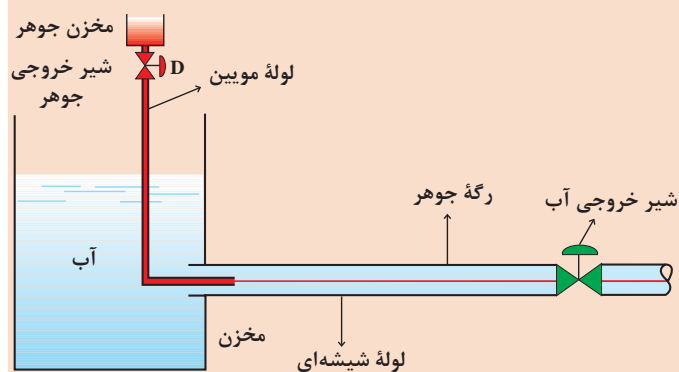 مخزن جوهر
شیر خروجی
جوهر
D
لولهٔ مویین
رگهٔ جوهر
شیر خروجی آب
آب
مخزن
لولهٔ شیشه‌ای